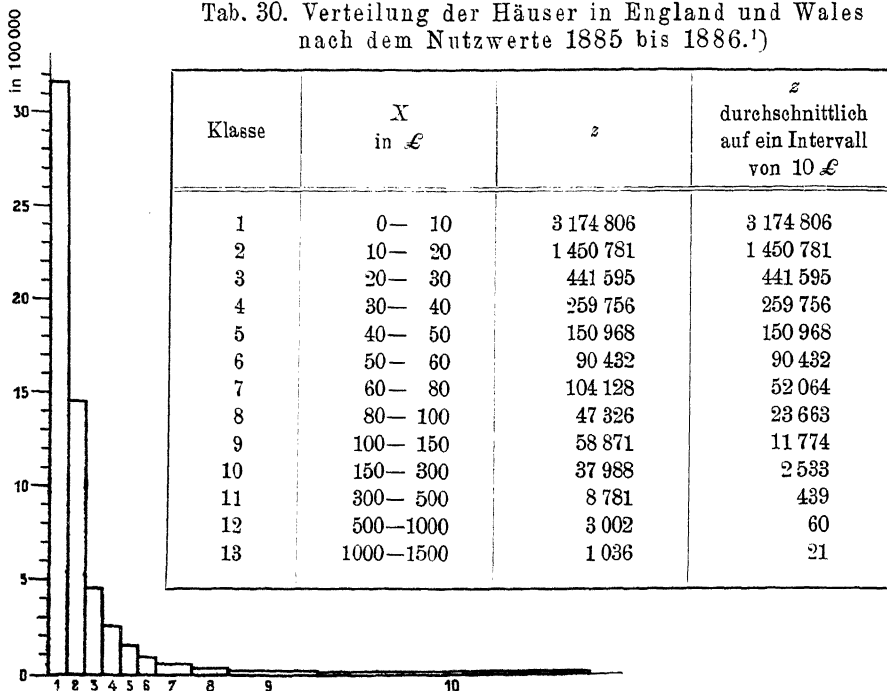 Tab. 30. Verteilung der Häuser in England und Wales
nach dem Nutzwerte 1885 bis 1886.¹)
Klasse X in £ z z durchschnittlich auf ein Intervall von 10 £
1 0— 10 3 174 806 3 174 806
2 10— 20 1 450 781 1 450 781
3 20— 30 441 595 441 595
4 30— 40 259 756 259 756
5 40— 50 150 968 150 968
6 50— 60 90 432 90 432
7 60— 80 104 128 52 064
8 80— 100 47 326 23 663
9 100— 150 58 871 11 774
10 150— 300 37 988 2 533
11 300— 500 8 781 439
12 500—1000 3 002 60
13 1000—1500 1 036 21
in 100 000
30
25
20
15
10
5
0
1 2 3 4 5 6 7 8 9 10